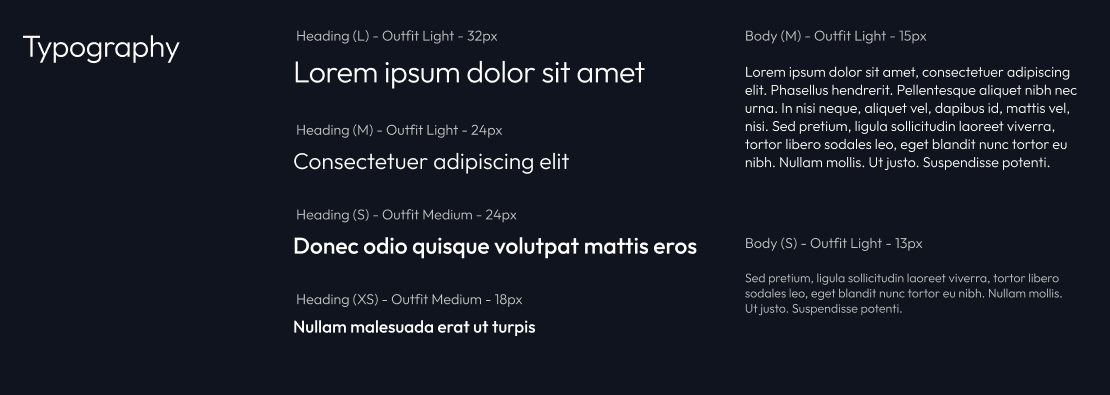 Typography
Heading (L) - Outfit Light - 32px
Lorem ipsum dolor sit amet
Heading (M) - Outfit Light - 24px
Consectetuer adipiscing elit
Heading (S) - Outfit Medium - 24px
Donec odio quisque volutpat mattis eros
Heading (XS) - Outfit Medium - 18px
Nullam malesuada erat ut turpis
Body (M) - Outfit Light - 15px
Lorem ipsum dolor sit amet, consectetuer adipiscing
elit. Phasellus hendrerit. Pellentesque aliquet nibh nec
urna. In nisi neque, aliquet vel, dapibus id, mattis vel,
nisi. Sed pretium, ligula sollicitudin laoreet viverra,
tortor libero sodales leo, eget blandit nunc tortor eu
nibh. Nullam mollis. Ut justo. Suspendisse potenti.
Body (S) - Outfit Light - 13px
Sed pretium, ligula sollicitudin laoreet viverra, tortor libero
sodales leo, eget blandit nunc tortor eu nibh. Nullam mollis.
Ut justo. Suspendisse potenti.